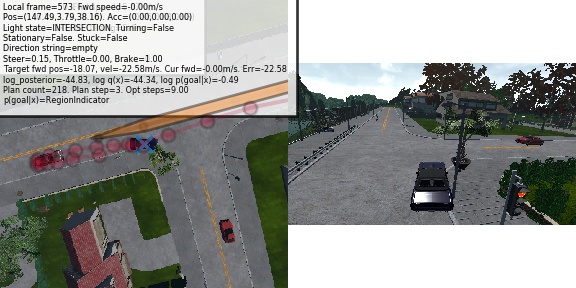 Local frame=573. Fwd speed=-0.00m/s
Pos=(147.49,3.79,38.16). Acc=(0.00,0.00,0.00)
Light state=INTERSECTION. Turning=False
Stationary=False. Stuck=False
Direction string=empty
Steer=0.15, Throttle=0.00, Brake=1.00
Target fwd pos=-18.07, vel=-22.58m/s. Cur fwd=-0.00m/s. Err=-22.58
log_posterior=-44.83, log q(x)=-44.34, log p(goal|x)=-0.49
Plan count=218. Plan step=3. Opt steps=9.00
p(goal|x)=RegionIndicator